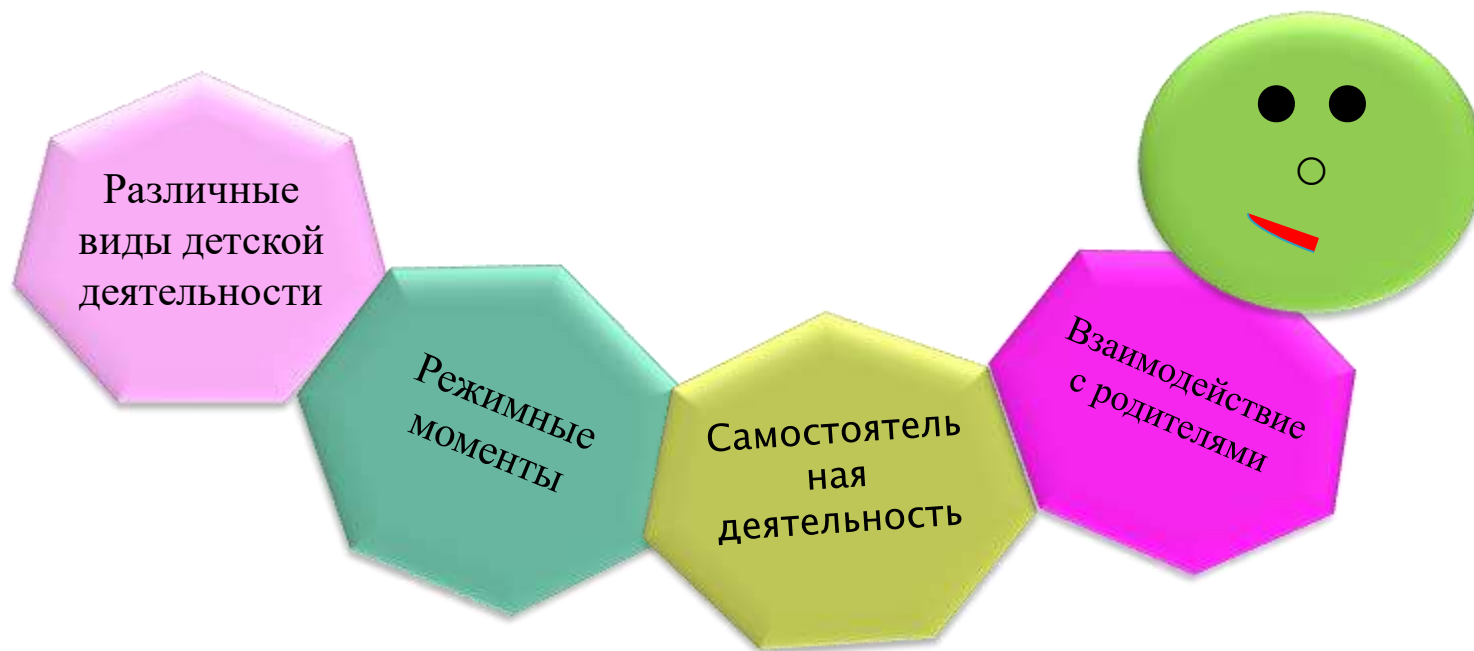 Различные
виды детской
деятельности
Режимные
моменты
Самостоятель
ная
деятельность
Взаимодействие
с родителями